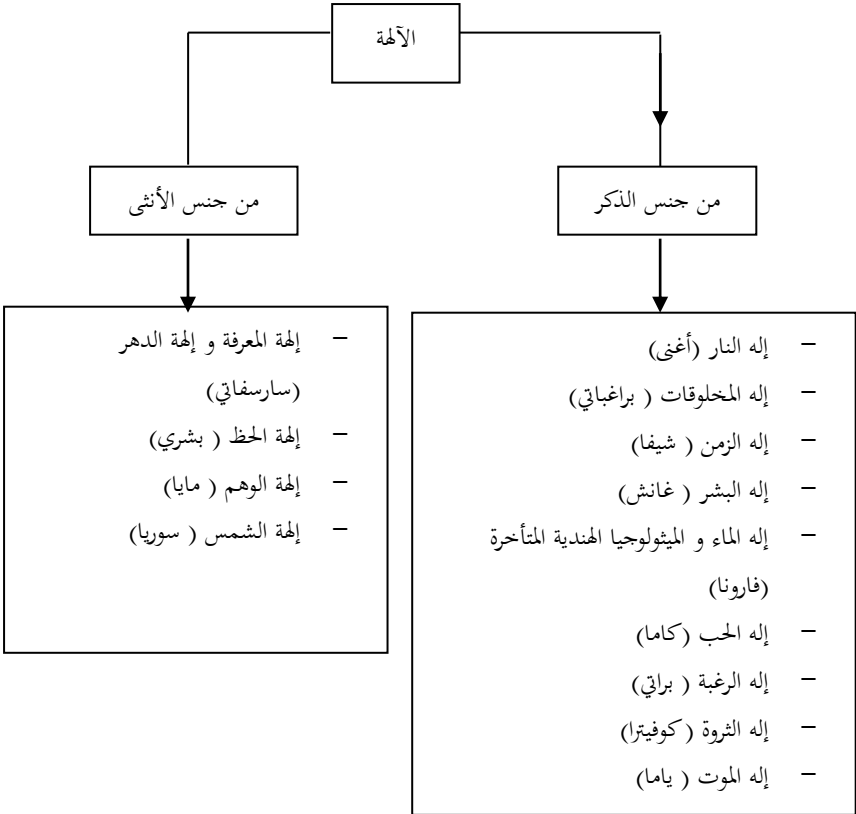 الآلهة
من جنس الذكر
من جنس الأنثى
– إله النار (أغنى)
– إله المخلوقات ( براغباتي)
– إله الزمن ( شيفا)
– إله البشر ( غانش)
– إله الماء و الميثولوجيا الهندية المتأخرة
(فارونا)
– إله الحب (كاما)
– إله الرغبة ( براتي)
– إله الثروة (كوفيترا)
– إله الموت ( ياما)
– إلهة المعرفة و إلهة الدهر
(سارسفاتي)
– إلهة الحظ ( بشري)
– إلهة الوهم ( مايا)
– إلهة الشمس ( سوريا)